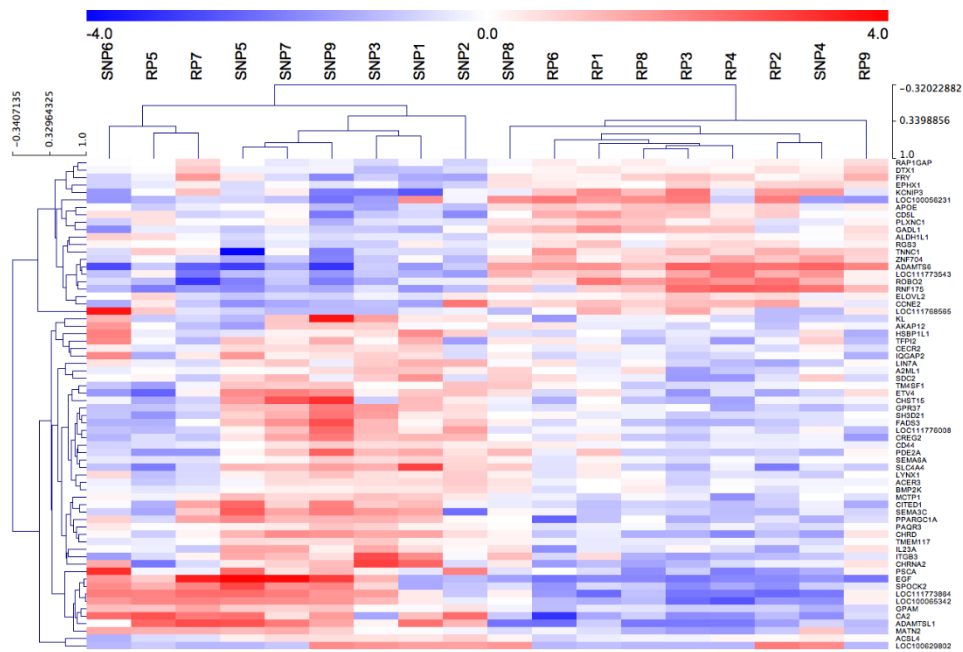 -4.0 0.0 4.0
SNP6 RP5 RP7 SNP5 SNP7 SNP9 SNP3 SNP1 SNP2 SNP8 RP6 RP1 RP8 RP3 RP4 RP2 SNP4 RP9
-0.3407135
0.32964325
1.0
-0.32022882
0.3398856
1.0
RAP1GAP
DTX1
FRY
EPHX1
KCNIP3
LOC100056231
APOE
CD5L
PLXNC1
GADL1
ALDH1L1
RGS3
TNNC1
ZNF704
ADAMTS6
LOC111773543
ROBO2
RNF175
ELOVL2
CCNE2
LOC111768565
KL
AKAP12
HSBP1L1
TFPI2
CECR2
IQGAP2
LIN7A
A2ML1
SDC2
TM4SF1
ETV4
CHST15
GPR37
SH3D21
FADS3
LOC111776008
CREG2
CD44
PDE2A
SEMA6A
SLC4A4
LYNX1
ACER3
BMP2K
MCTP1
CITED1
SEMA3C
PPARGC1A
PAQR3
CHRD
TMEM117
IL23A
ITGB3
CHRNA2
PSCA
EGF
SPOCK2
LOC111773864
LOC100065342
GPAM
CA2
ADAMTSL1
MATN2
ACSL4
LOC100629802